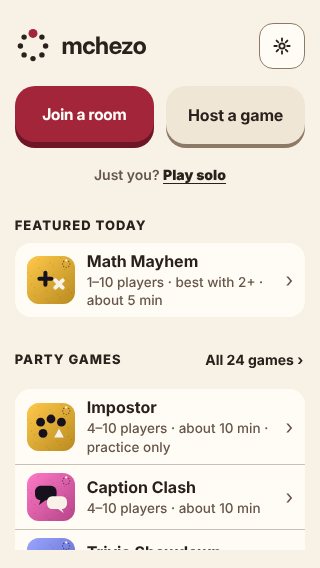 mchezo
Join a room
Host a game
Just you? Play solo
FEATURED TODAY
Math Mayhem
1–10 players · best with 2+ ·
about 5 min
PARTY GAMES
All 24 games ›
Impostor
4–10 players · about 10 min ·
practice only
Caption Clash
4–10 players · about 10 min